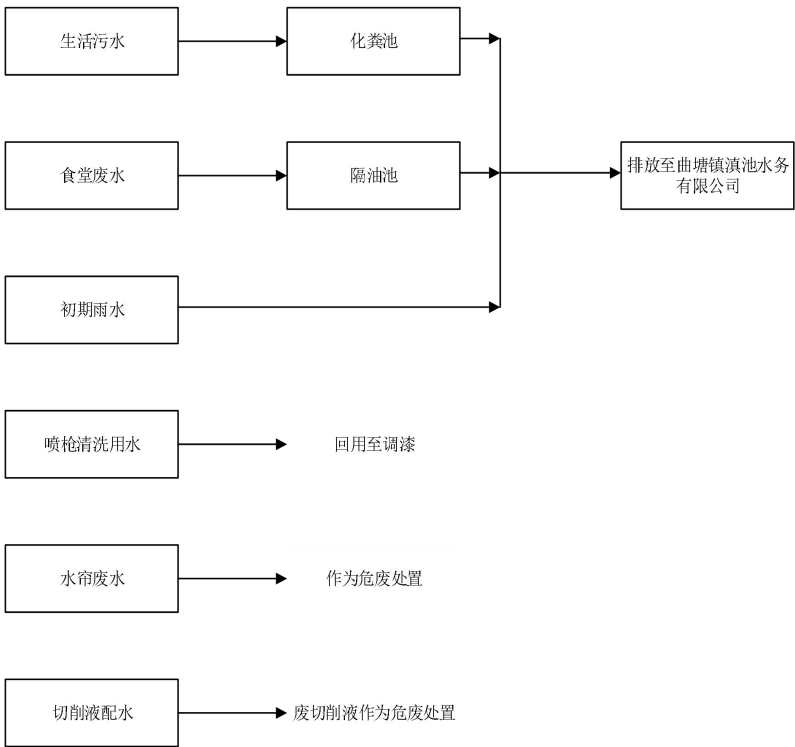 生活污水
化粪池
食堂废水
隔油池
排放至曲塘镇滇池水务
有限公司
初期雨水
喷枪清洗用水
回用至调漆
水帘废水
作为危废处置
切削液配水
废切削液作为危废处置